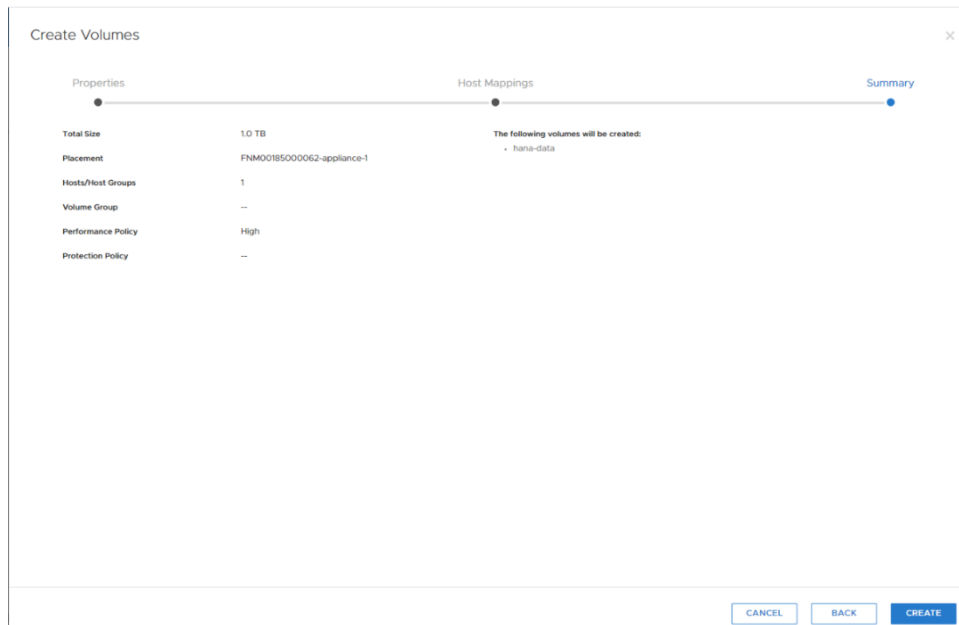 Create Volumes
Properties
Host Mappings
Summary
Total Size 1.0 TB
Placement FNM00185000062-appliance-1
Hosts/Host Groups 1
Volume Group --
Performance Policy High
Protection Policy --
The following volumes will be created:
• hana-data
CANCEL
BACK
CREATE